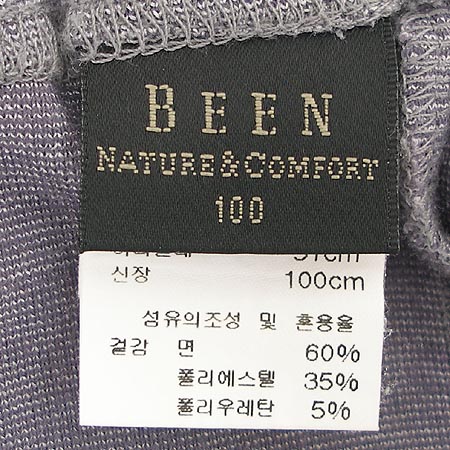 BEEN
NATURE&COMFORT
100
신장 100cm
섬유의조성 및 혼용율
겉감 면 60%
폴리에스텔 35%
폴리우레탄 5%